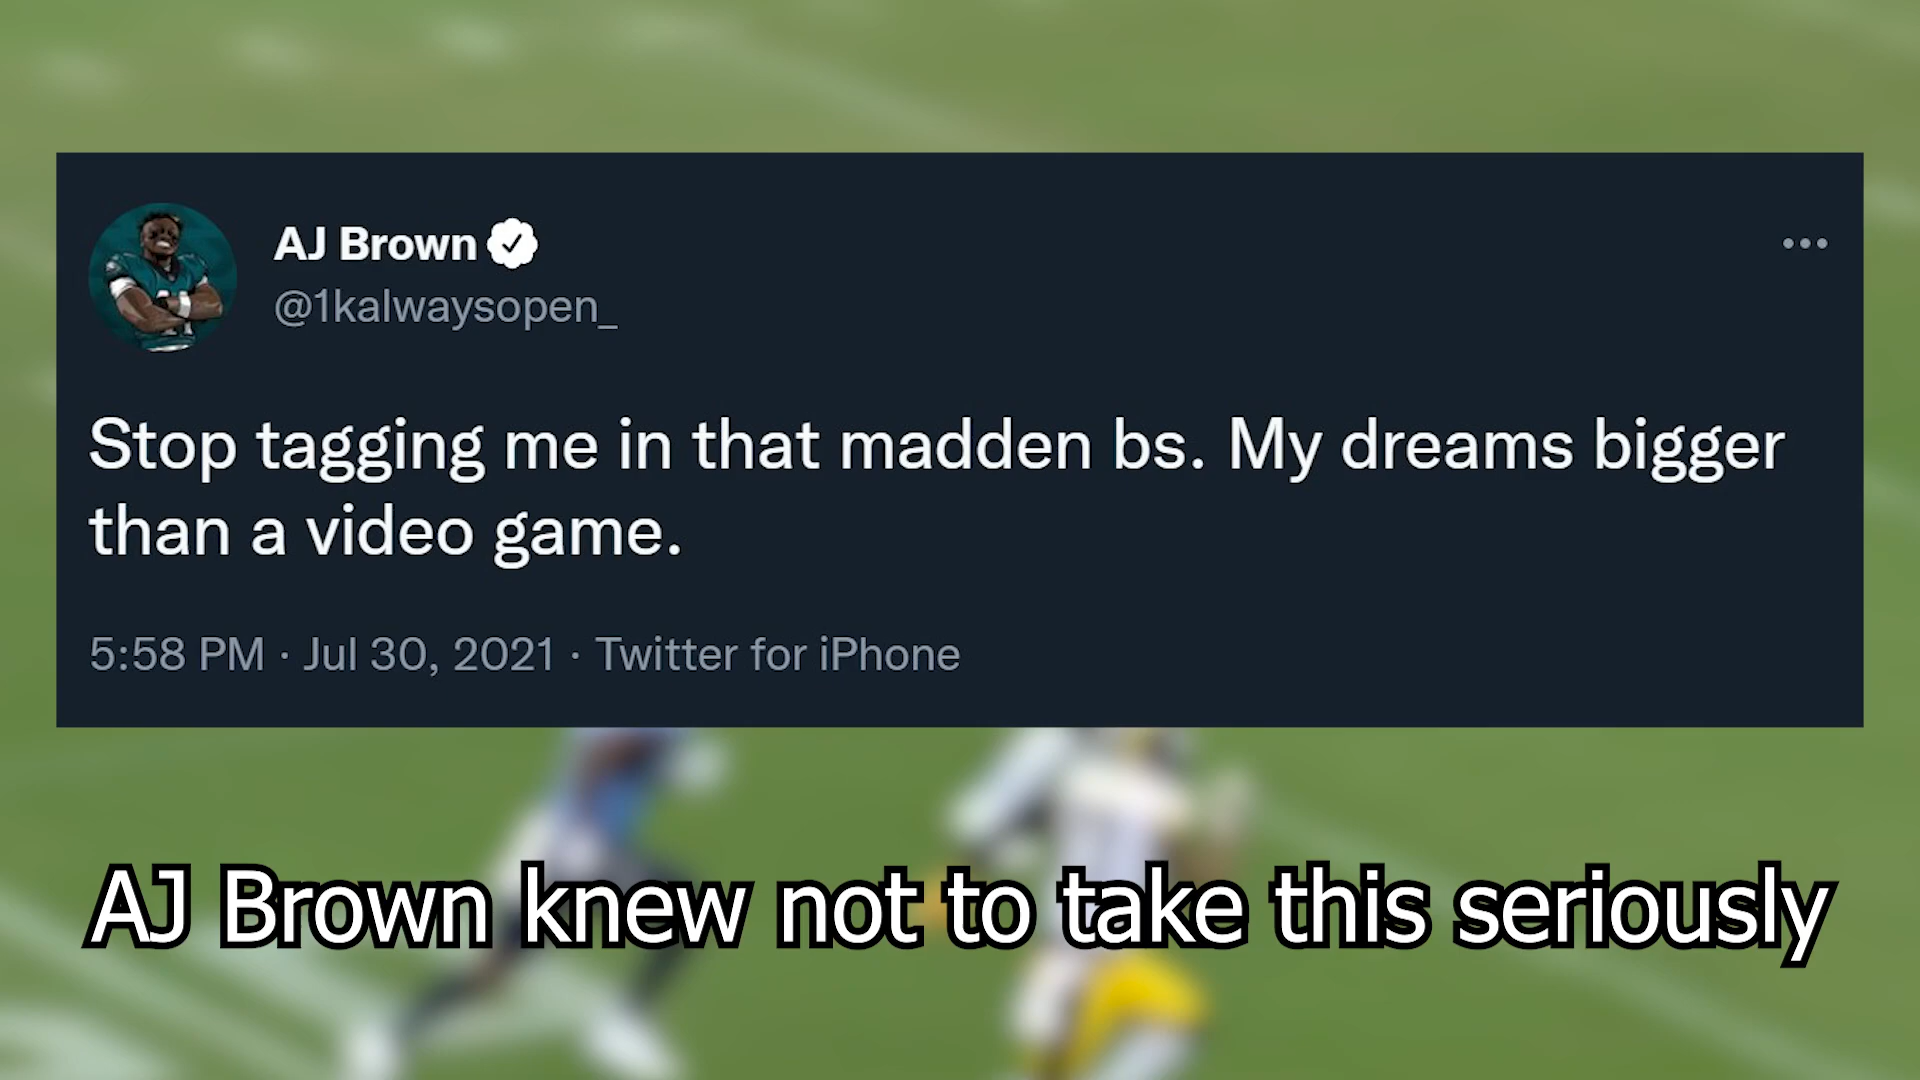 AJ Brown
@1kalwaysopen_
Stop tagging me in that madden bs. My dreams bigger
than a video game.
5:58 PM · Jul 30, 2021 · Twitter for iPhone
AJ Brown knew not to take this seriously